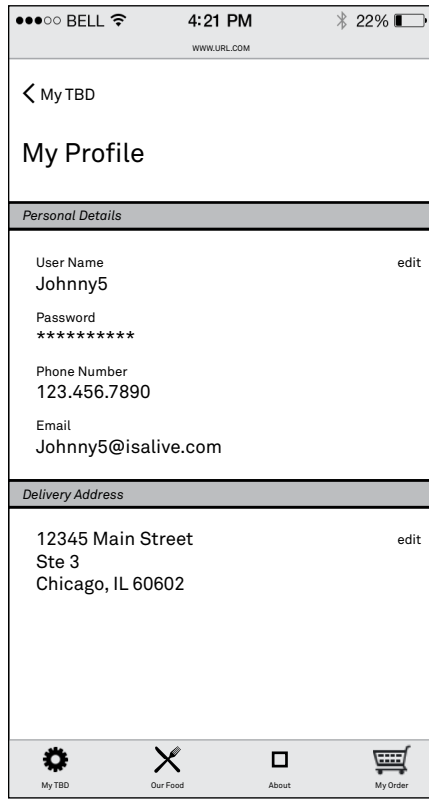 BELL 4:21 PM 22%
WWW.URL.COM
My TBD
My Profile
Personal Details
User Name edit
Johnny5
Password
**********
Phone Number
123.456.7890
Email
Johnny5@isalive.com
Delivery Address
12345 Main Street edit
Ste 3
Chicago, IL 60602
My TBD Our Food About My Order